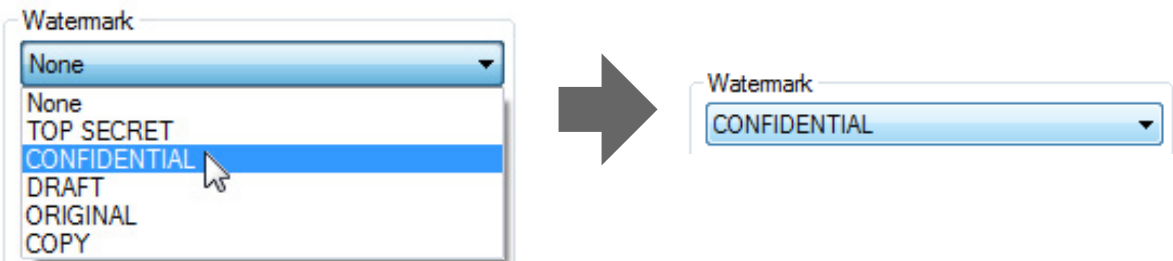 Watermark
None
None
TOP SECRET
CONFIDENTIAL
DRAFT
ORIGINAL
COPY
Watermark
CONFIDENTIAL